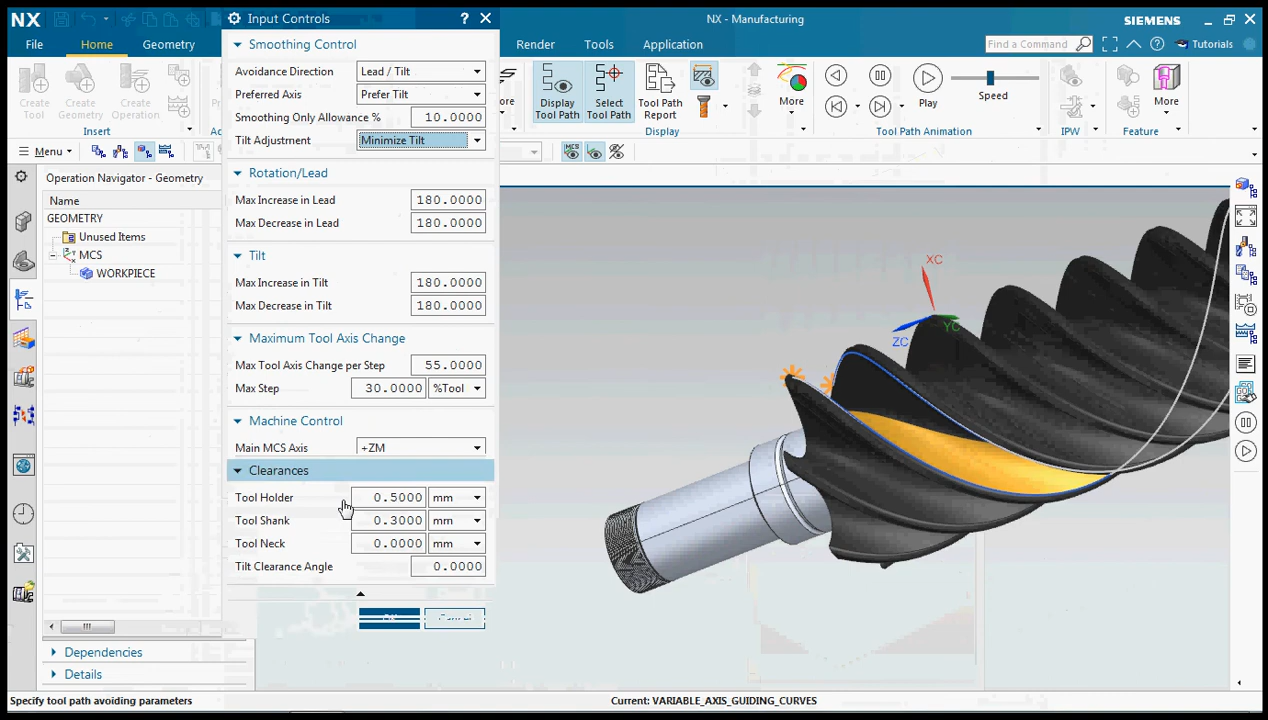 NX
Input Controls
?
NX - Manufacturing
SIEMENS
File
Home
Geometry
Render
Tools
Application
Find a Command
Tutorials
Create
Tool
Create
Geometry
Create
Operation
Insert
Display
Tool Path
Select
Tool Path
Tool Path
Report
More
Display
Play
Speed
Tool Path Animation
IPW
More
Feature
Menu
MCS
Operation Navigator - Geometry
Name
GEOMETRY
Unused Items
MCS
WORKPIECE
Dependencies
Details
Smoothing Control
Avoidance Direction Lead / Tilt
Preferred Axis Prefer Tilt
Smoothing Only Allowance % 10.0000
Tilt Adjustment Minimize Tilt
Rotation/Lead
Max Increase in Lead 180.0000
Max Decrease in Lead 180.0000
Tilt
Max Increase in Tilt 180.0000
Max Decrease in Tilt 180.0000
Maximum Tool Axis Change
Max Tool Axis Change per Step 55.0000
Max Step 30.0000 %Tool
Machine Control
Main MCS Axis +ZM
Clearances
Tool Holder 0.5000 mm
Tool Shank 0.3000 mm
Tool Neck 0.0000 mm
Tilt Clearance Angle 0.0000
OK Cancel
XC
YC
ZC
Specify tool path avoiding parameters
Current: VARIABLE_AXIS_GUIDING_CURVES